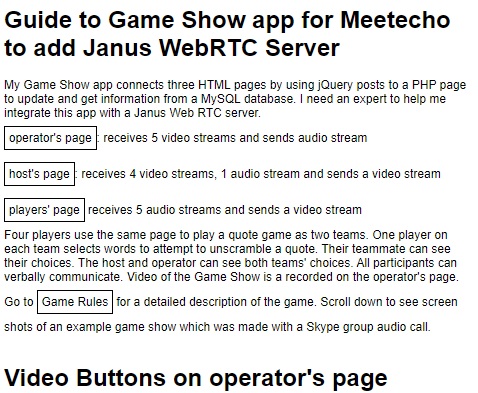 Guide to Game Show app for Meetecho
to add Janus WebRTC Server
My Game Show app connects three HTML pages by using jQuery posts to a PHP page
to update and get information from a MySQL database. I need an expert to help me
integrate this app with a Janus Web RTC server.
operator's page : receives 5 video streams and sends audio stream
host's page : receives 4 video streams, 1 audio stream and sends a video stream
players' page receives 5 audio streams and sends a video stream
Four players use the same page to play a quote game as two teams. One player on
each team selects words to attempt to unscramble a quote. Their teammate can see
their choices. The host and operator can see both teams' choices. All participants can
verbally communicate. Video of the Game Show is a recorded on the operator's page.
Go to Game Rules for a detailed description of the game. Scroll down to see screen
shots of an example game show which was made with a Skype group audio call.
Video Buttons on operator's page